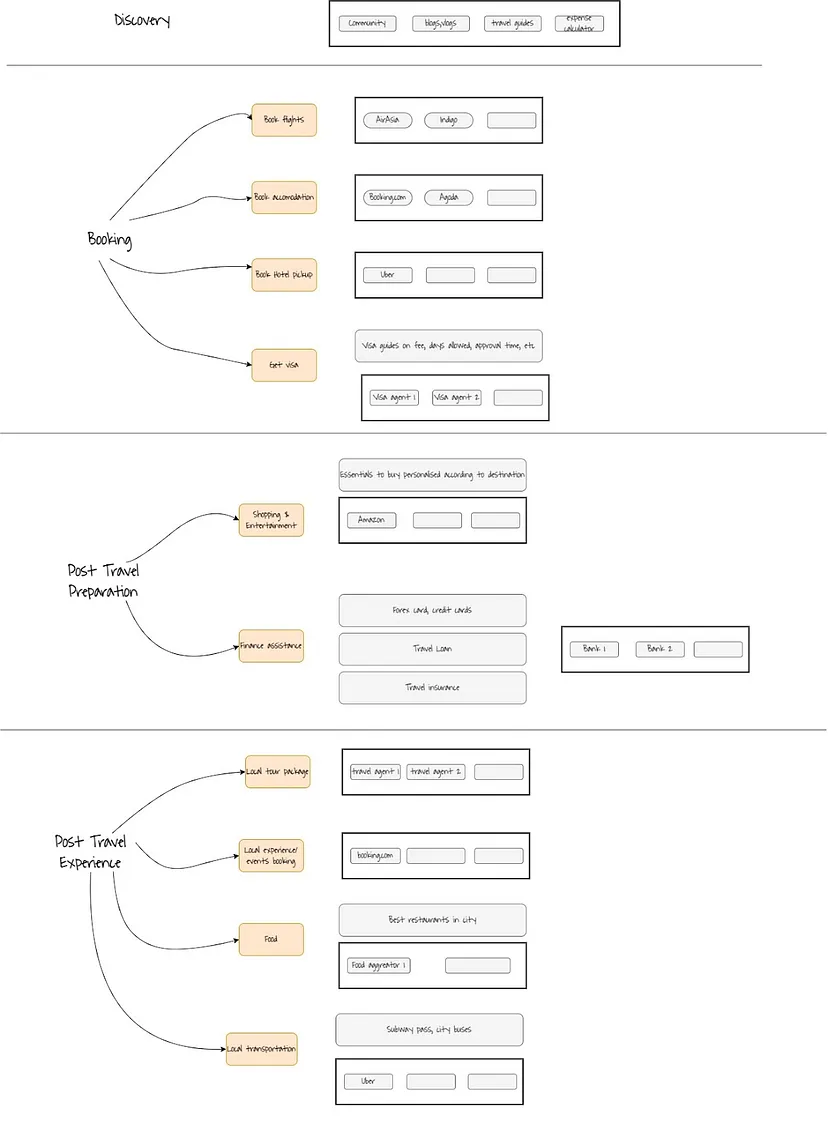 Discovery
Community
blogs,vlogs
travel guides
expense
calculator
Book flights
AirAsia
Indigo
Book accomodation
Booking.com
Agoda
Booking
Book Hotel pickup
Uber
Visa guides on fee, days allowed, approval time, etc
Get visa
Visa agent 1
Visa agent 2
Essentials to buy personalised according to destination
Shopping &
Entertainment
Amazon
Post Travel
Preparation
Forex card, credit cards
Finance assistance
Travel Loan
Bank 1
Bank 2
Travel insurance
Local tour package
travel agent 1
travel agent 2
Post Travel
Experience
Local experience/
events booking
booking.com
Best restaurants in city
Food
Food aggreator 1
Subway pass, city buses
Local transportation
Uber